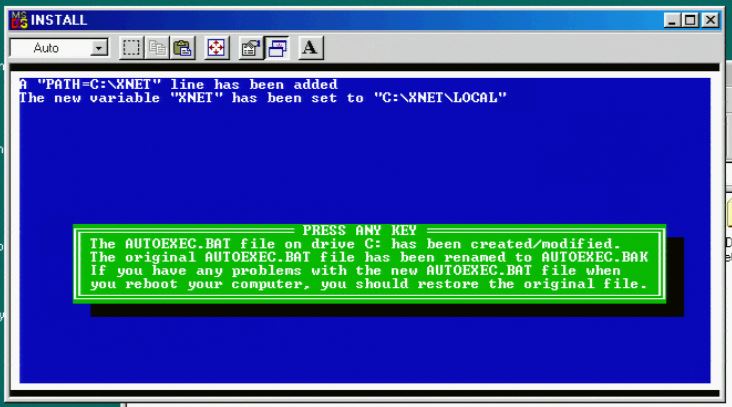 INSTALL
Auto
A
A "PATH=C:\XNET" line has been added
The new variable "XNET" has been set to "C:\XNET\LOCAL"
PRESS ANY KEY
The AUTOEXEC.BAT file on drive C: has been created/modified.
The original AUTOEXEC.BAT file has been renamed to AUTOEXEC.BAK
If you have any problems with the new AUTOEXEC.BAT file when
you reboot your computer, you should restore the original file.